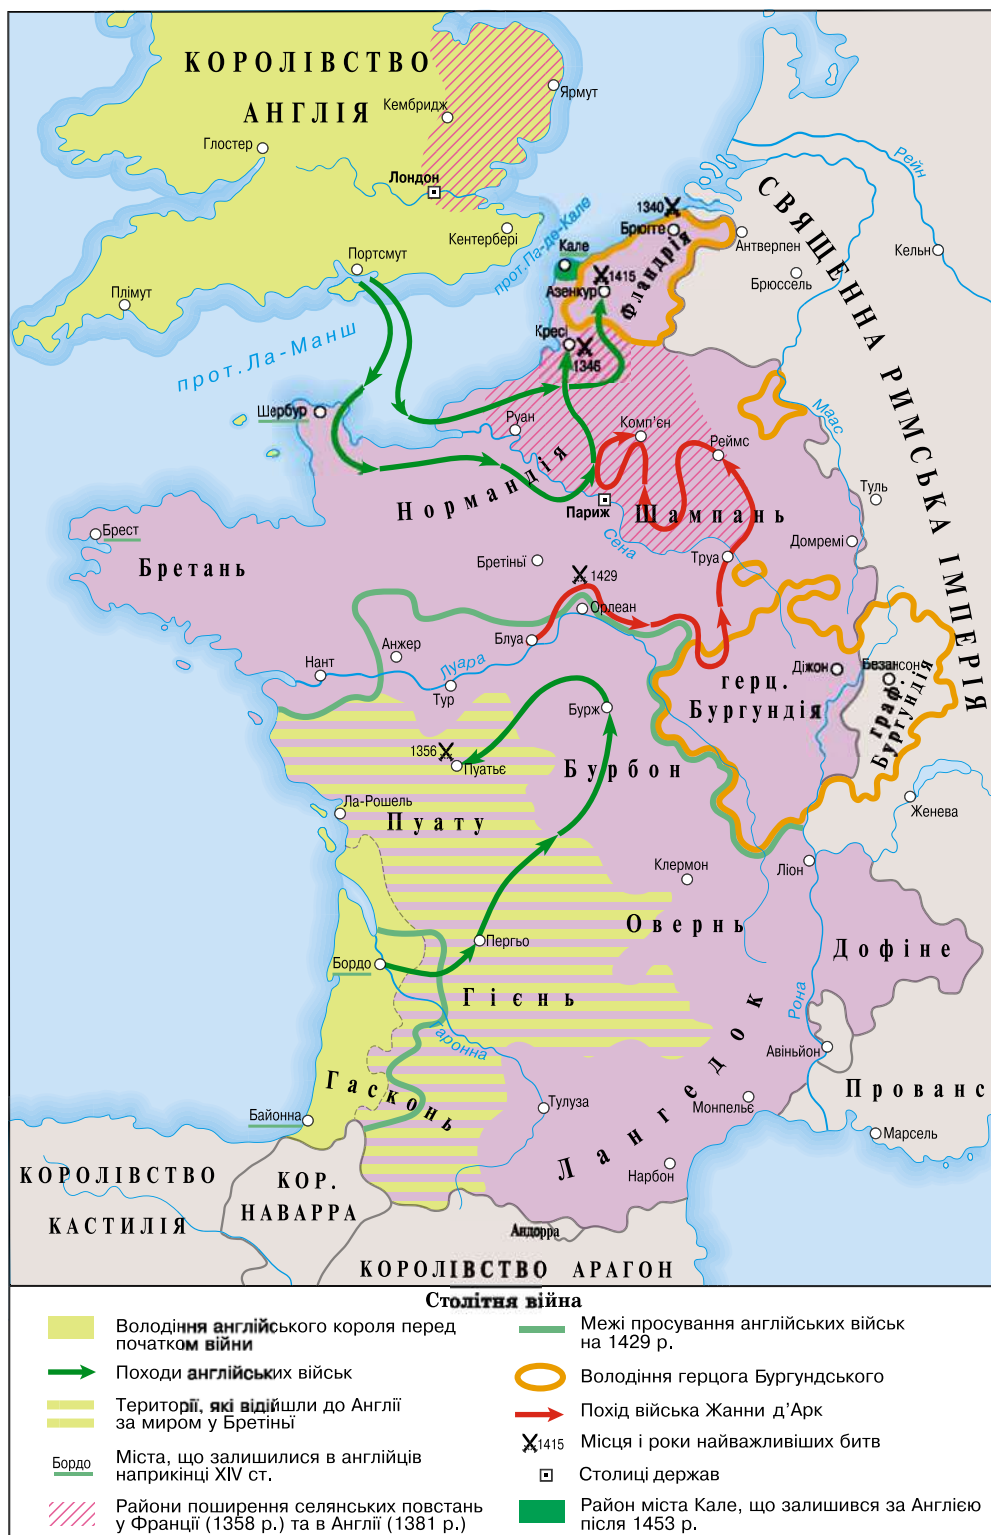 КОРОЛІВСТВО
АНГЛІЯ
Ярмут
Кембридж
Глостер
Лондон
Кентербері
Портсмут
Плімут
прот. Па-де-Кале
прот. Ла-Манш
Рейн
СВЯЩЕННА РИМСЬКА ІМПЕРІЯ
1340
Брюгге
Антверпен
Кельн
Кале
Брюссель
1415
Азенкур
Фландрія
Кресі
1346
Маас
Шербур
Руан
Комп’єн
Реймс
Нормандія
Париж
Шампань
Туль
Сена
Домремі
Труа
Брест
Бретань
Бретіньї
1429
Орлеан
Блуа
Анжер
Нант
Луара
Тур
Діжон
Безансон
герц.
Бургундія
граф.
Бургундія
Бурж
1356
Пуатьє
Бурбон
Ла-Рошель
Пуату
Женева
Клермон
Ліон
Овернь
Дофіне
Пергьо
Бордо
Гієнь
Гаронна
Рона
Авіньйон
Гасконь
Прованс
Байонна
Тулуза
Монпельє
Марсель
Лангедок
Нарбон
КОРОЛІВСТВО
КАСТИЛІЯ
КОР.
НАВАРРА
Андорра
КОРОЛІВСТВО АРАГОН
Столітня війна
Володіння англійського короля перед
початком війни
Походи англійських військ
Території, які відійшли до Англії
за миром у Бретіньї
Бордо
Міста, що залишилися в англійців
наприкінці XIV ст.
Райони поширення селянських повстань
у Франції (1358 р.) та в Англії (1381 р.)
Межі просування англійських військ
на 1429 р.
Володіння герцога Бургундського
Похід війська Жанни д’Арк
1415
Місця і роки найважливіших битв
Столиці держав
Район міста Кале, що залишився за Англією
після 1453 р.